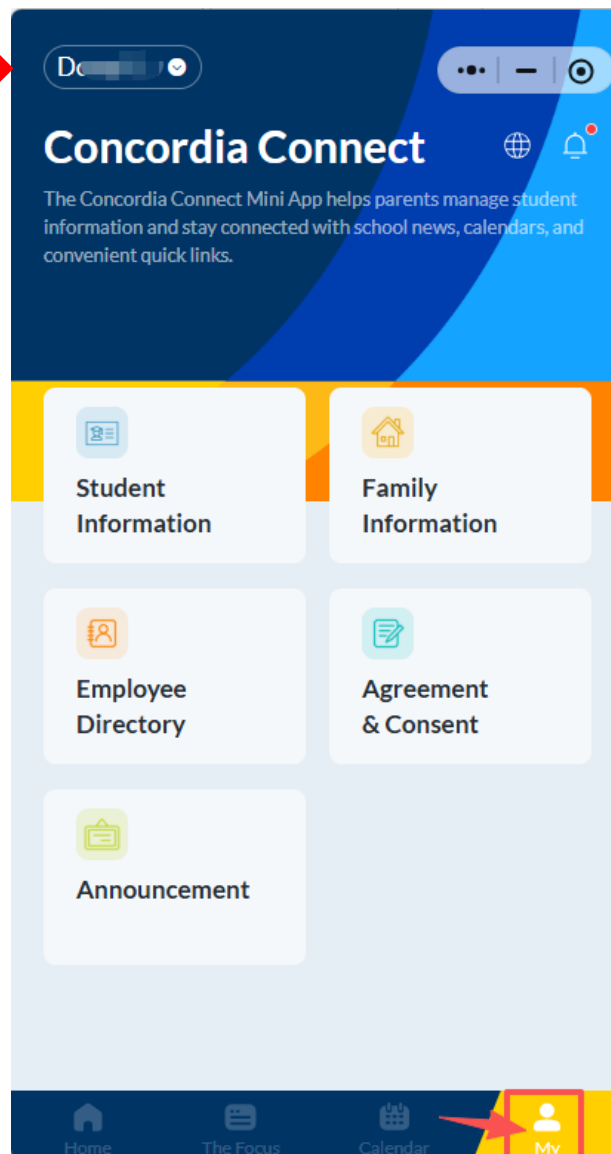 Concordia Connect
The Concordia Connect Mini App helps parents manage student
information and stay connected with school news, calendars, and
convenient quick links.
Student
Information
Family
Information
Employee
Directory
Agreement
& Consent
Announcement
Home
The Focus
Calendar
My